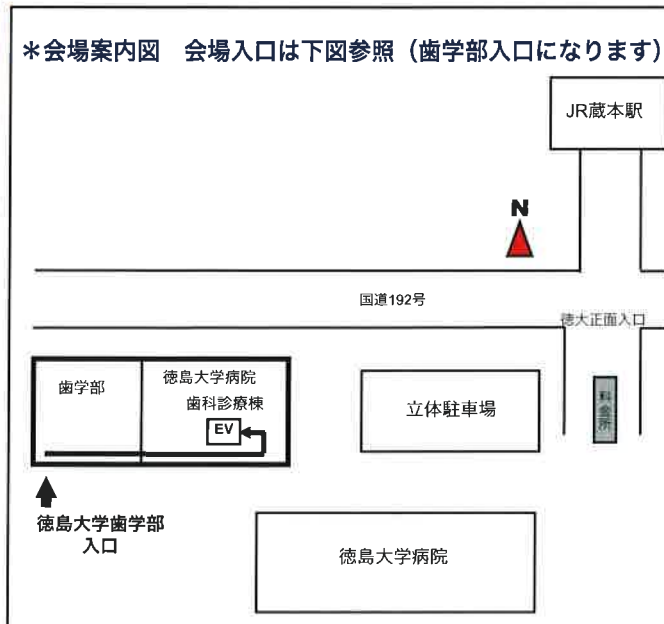 ＊会場案内図　会場入口は下図参照（歯学部入口になります）
JR蔵本駅
N
国道192号
徳大正面入口
歯学部
徳島大学病院
歯科診療棟
EV
立体駐車場
料金所
徳島大学歯学部
入口
徳島大学病院